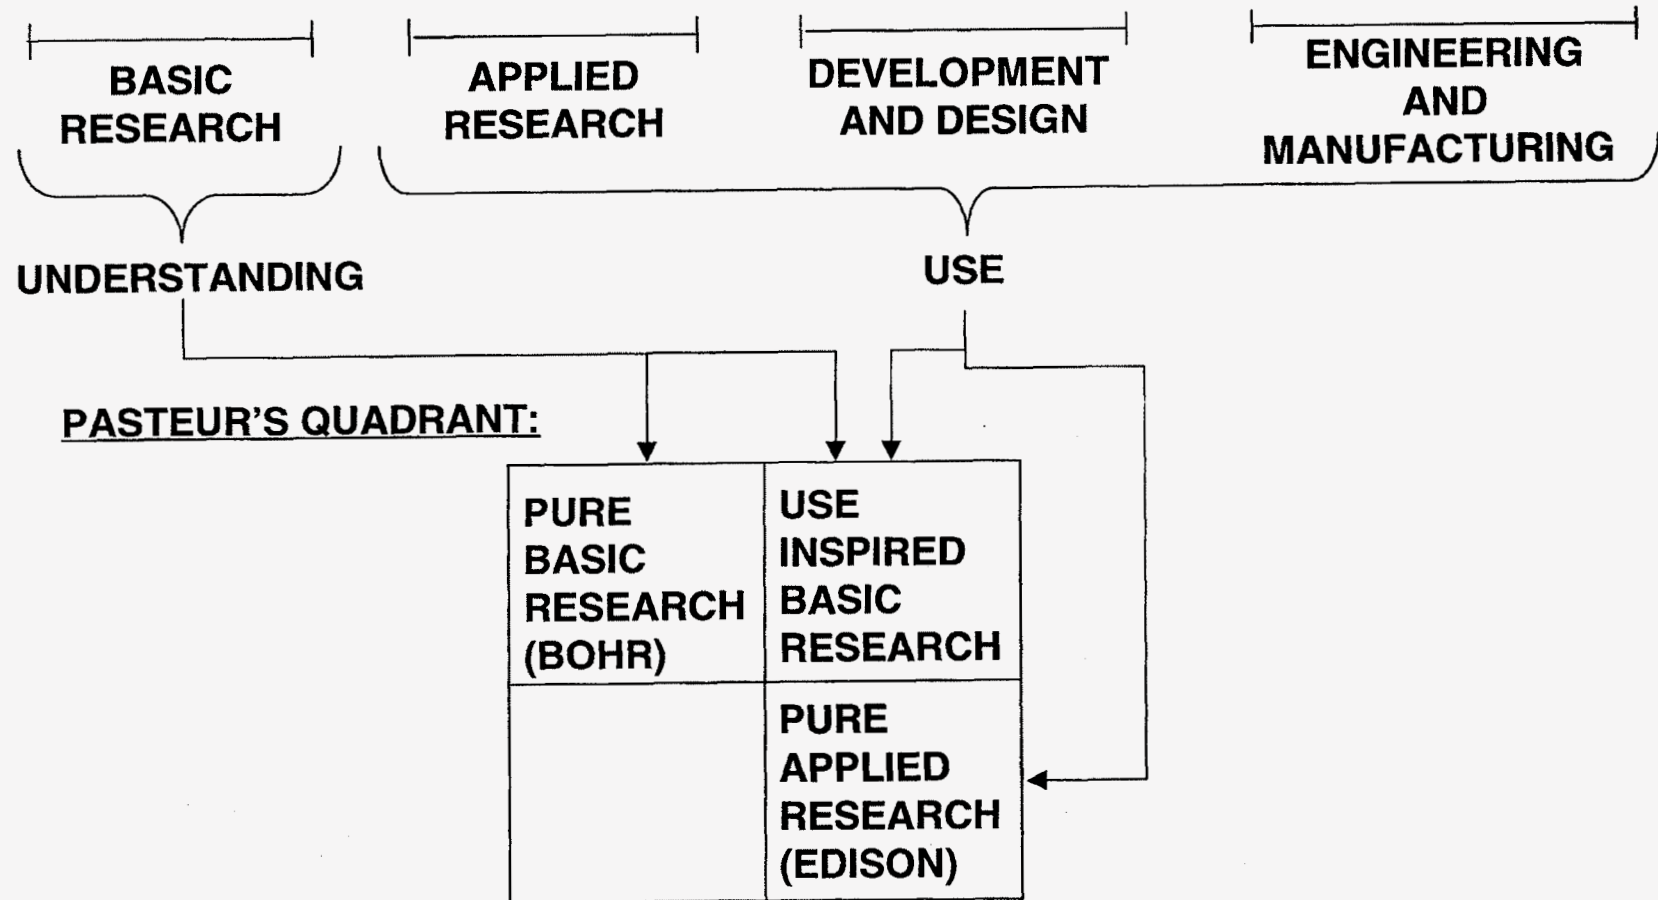 BASIC
RESEARCH
APPLIED
RESEARCH
DEVELOPMENT
AND DESIGN
ENGINEERING
AND
MANUFACTURING
UNDERSTANDING
USE
PASTEUR'S QUADRANT:
PURE
BASIC
RESEARCH
(BOHR)
USE
INSPIRED
BASIC
RESEARCH
PURE
APPLIED
RESEARCH
(EDISON)